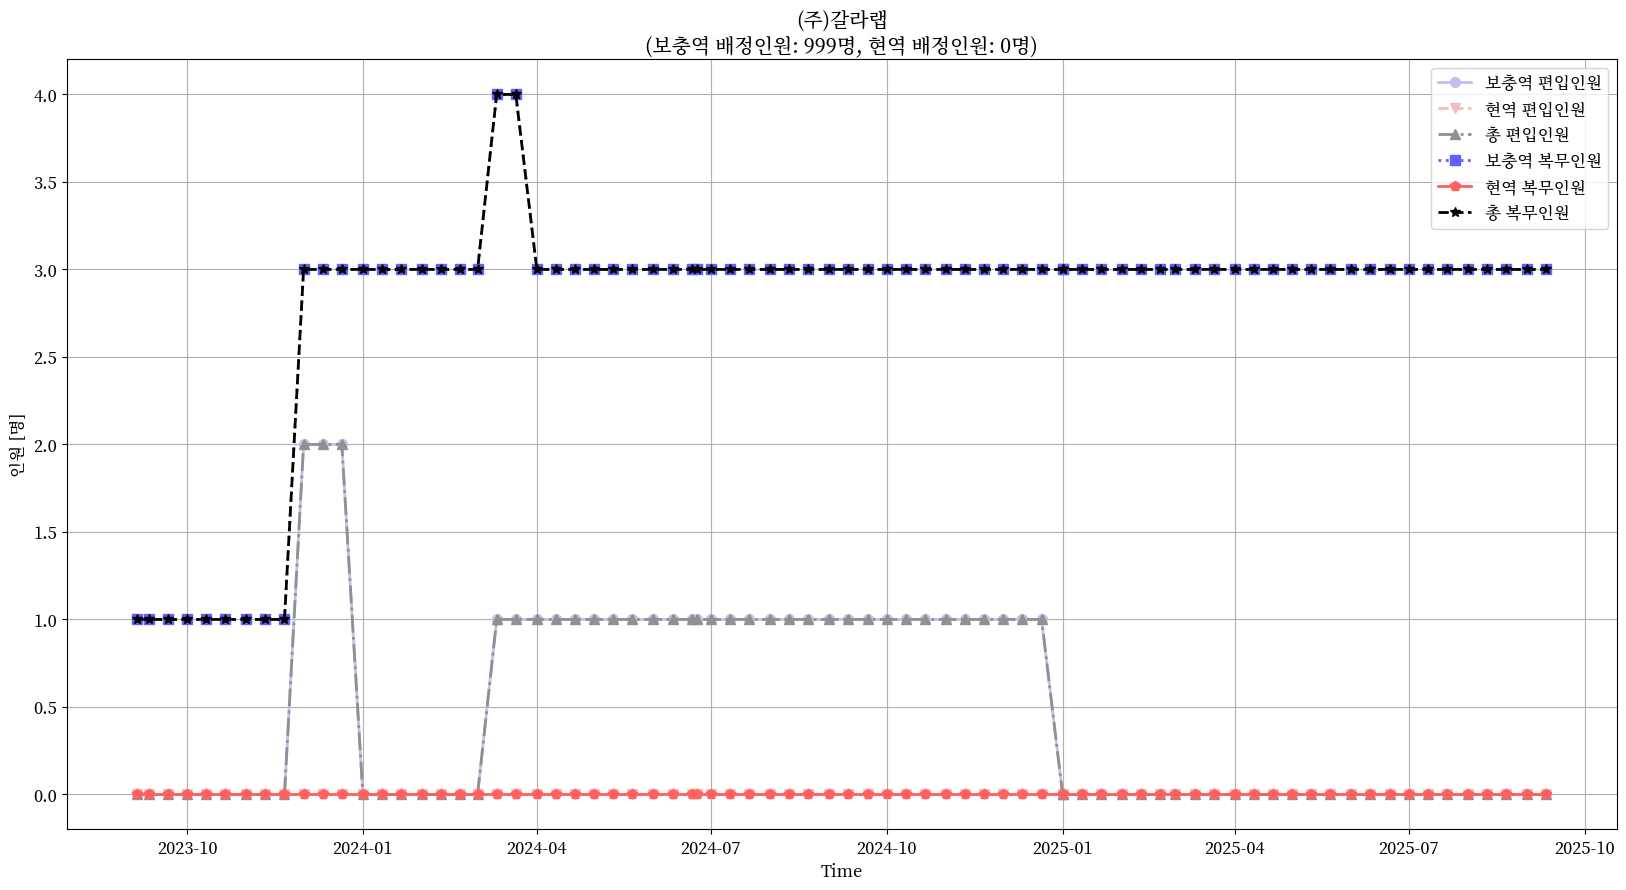 (주)갈라랩
(보충역 배정인원: 999명, 현역 배정인원: 0명)
보충역 편입인원
현역 편입인원
총 편입인원
보충역 복무인원
현역 복무인원
총 복무인원
인원 [명]
4.0
3.5
3.0
2.5
2.0
1.5
1.0
0.5
0.0
2023-10 2024-01 2024-04 2024-07 2024-10 2025-01 2025-04 2025-07 2025-10
Time